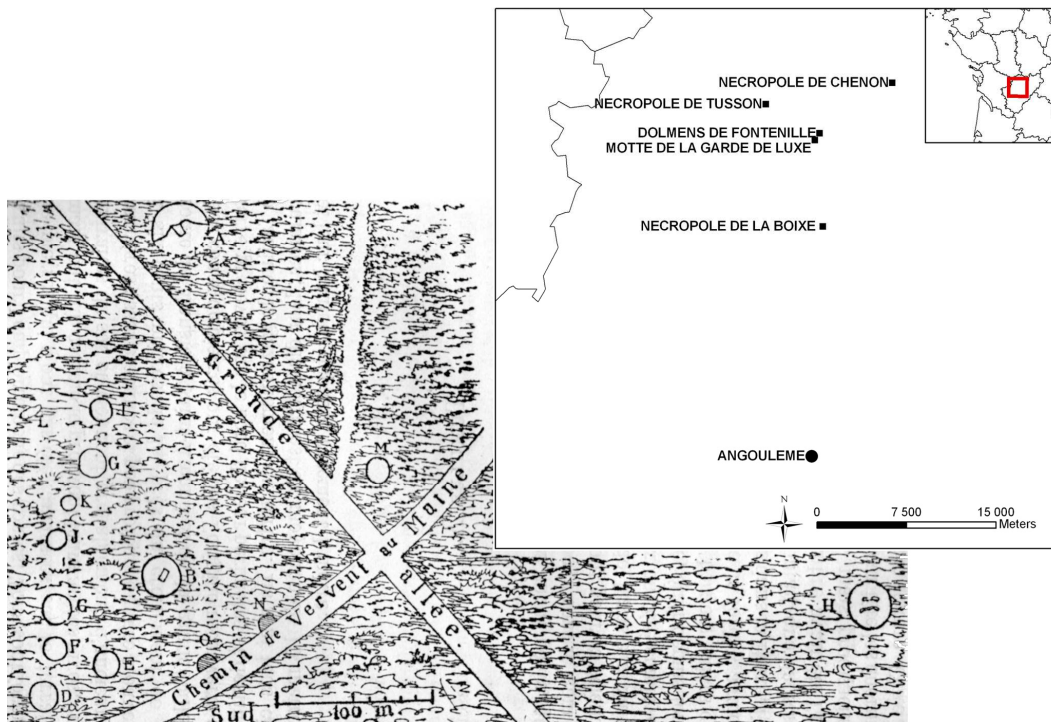 NECROPOLE DE CHENON
NECROPOLE DE TUSSON
DOLMENS DE FONTENILLE
MOTTE DE LA GARDE DE LUXE
NECROPOLE DE LA BOIXE
ANGOULEME
N
0 7 500 15 000
Meters
A
Grande allée
L
I
G
M
K
J
B
Chemin de Vervent au Maine
H
G
N
F
O
E
D
Sud
100 m